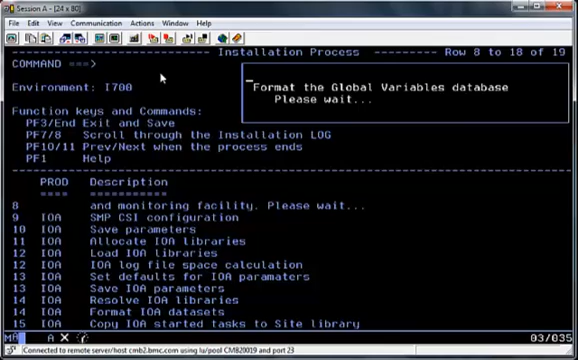 Session A - [24 x 80]
File Edit View Communication Actions Window Help
Installation Process Row 8 to 18 of 19
COMMAND ===>
Format the Global Variables database
Please wait...
Environment: I700
Function keys and Commands:
PF3/End Exit and Save
PF7/8 Scroll through the Installation LOG
PF10/11 Prev/Next when the process ends
PF1 Help
PROD Description
==== ===========
8 and monitoring facility. Please wait...
9 IOA SMP CSI configuration
10 IOA Save parameters
11 IOA Allocate IOA libraries
12 IOA Load IOA libraries
12 IOA IOA log file space calculation
13 IOA Set defaults for IOA paramaters
13 IOA Save IOA parameters
14 IOA Resolve IOA libraries
14 IOA Format IOA datasets
15 IOA Copy IOA started tasks to Site library
MA A 03/035
Connected to remote server/host cmb2.bmc.com using lu/pool CMB20019 and port 23